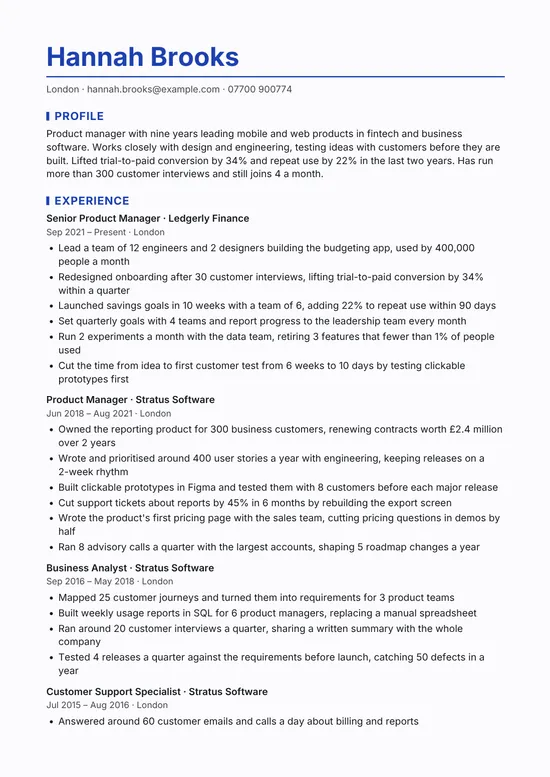 Hannah Brooks
London · hannah.brooks@example.com · 07700 900774
PROFILE
Product manager with nine years leading mobile and web products in fintech and business
software. Works closely with design and engineering, testing ideas with customers before they are
built. Lifted trial-to-paid conversion by 34% and repeat use by 22% in the last two years. Has run
more than 300 customer interviews and still joins 4 a month.
EXPERIENCE
Senior Product Manager · Ledgerly Finance
Sep 2021 – Present · London
• Lead a team of 12 engineers and 2 designers building the budgeting app, used by 400,000
people a month
• Redesigned onboarding after 30 customer interviews, lifting trial-to-paid conversion by 34%
within a quarter
• Launched savings goals in 10 weeks with a team of 6, adding 22% to repeat use within 90 days
• Set quarterly goals with 4 teams and report progress to the leadership team every month
• Run 2 experiments a month with the data team, retiring 3 features that fewer than 1% of people
used
• Cut the time from idea to first customer test from 6 weeks to 10 days by testing clickable
prototypes first
Product Manager · Stratus Software
Jun 2018 – Aug 2021 · London
• Owned the reporting product for 300 business customers, renewing contracts worth £2.4 million
over 2 years
• Wrote and prioritised around 400 user stories a year with engineering, keeping releases on a
2-week rhythm
• Built clickable prototypes in Figma and tested them with 8 customers before each major release
• Cut support tickets about reports by 45% in 6 months by rebuilding the export screen
• Wrote the product's first pricing page with the sales team, cutting pricing questions in demos by
half
• Ran 8 advisory calls a quarter with the largest accounts, shaping 5 roadmap changes a year
Business Analyst · Stratus Software
Sep 2016 – May 2018 · London
• Mapped 25 customer journeys and turned them into requirements for 3 product teams
• Built weekly usage reports in SQL for 6 product managers, replacing a manual spreadsheet
• Ran around 20 customer interviews a quarter, sharing a written summary with the whole
company
• Tested 4 releases a quarter against the requirements before launch, catching 50 defects in a
year
Customer Support Specialist · Stratus Software
Jul 2015 – Aug 2016 · London
• Answered around 60 customer emails and calls a day about billing and reports